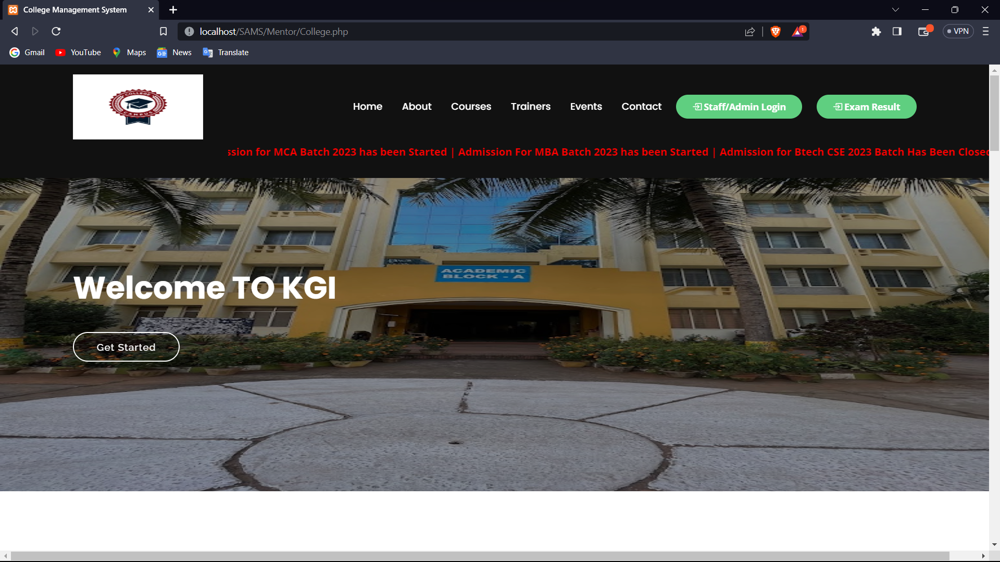 College Management System
localhost/SAMS/Mentor/College.php
1
VPN
Gmail
YouTube
Maps
News
Translate
COLLEGE
CAMPUS
Home
About
Courses
Trainers
Events
Contact
Staff/Admin Login
Exam Result
ssion for MCA Batch 2023 has been Started | Admission For MBA Batch 2023 has been Started | Admission for Btech CSE 2023 Batch Has Been Closed
ACADEMIC
BLOCK - A
Welcome TO KGI
Get Started